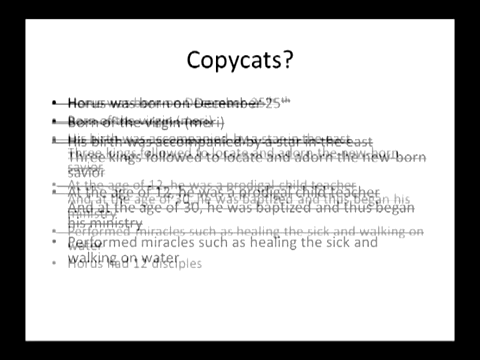 Copycats?
• Horus was born on December 25th
• Born of the virgin (meri)
• His birth was accompanied by a star in the east
Three kings followed to locate and adorn the new-born
savior
• At the age of 12, he was a prodigal child teacher
And at the age of 30, he was baptized and thus began
his ministry
• Performed miracles such as healing the sick and
walking on water
• Horus had 12 disciples